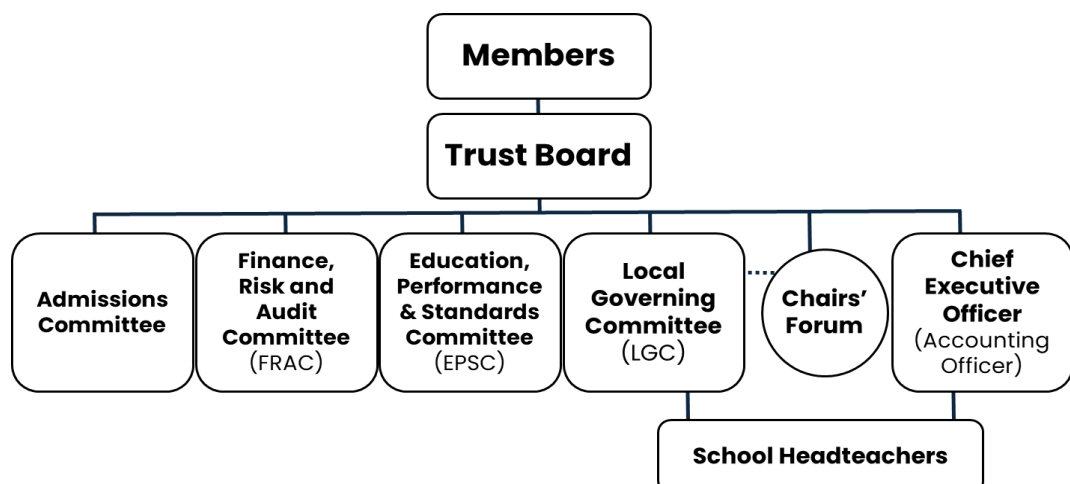 Members
Trust Board
Admissions
Committee
Finance,
Risk and
Audit
Committee
(FRAC)
Education,
Performance
& Standards
Committee
(EPSC)
Local
Governing
Committee
(LGC)
Chairs’
Forum
Chief
Executive
Officer
(Accounting
Officer)
School Headteachers